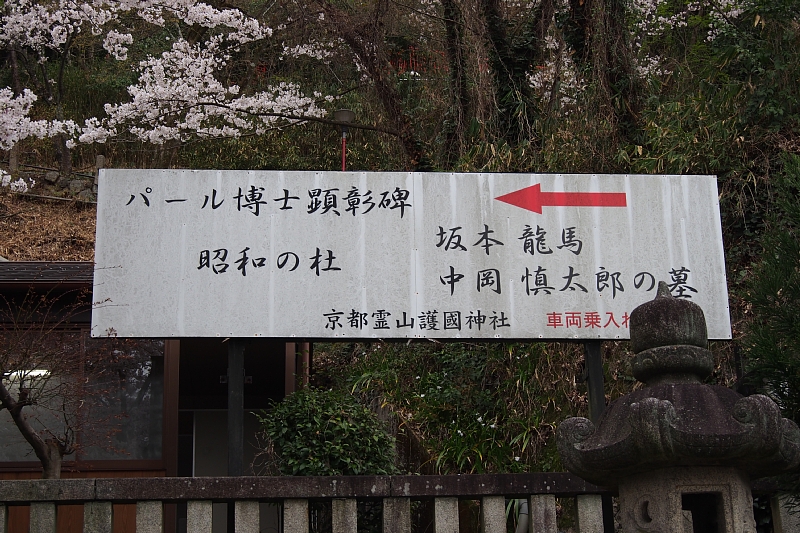 パール博士顕彰碑
昭和の杜
坂本 龍馬
中岡 慎太郎の墓
京都霊山護國神社
車両乗入